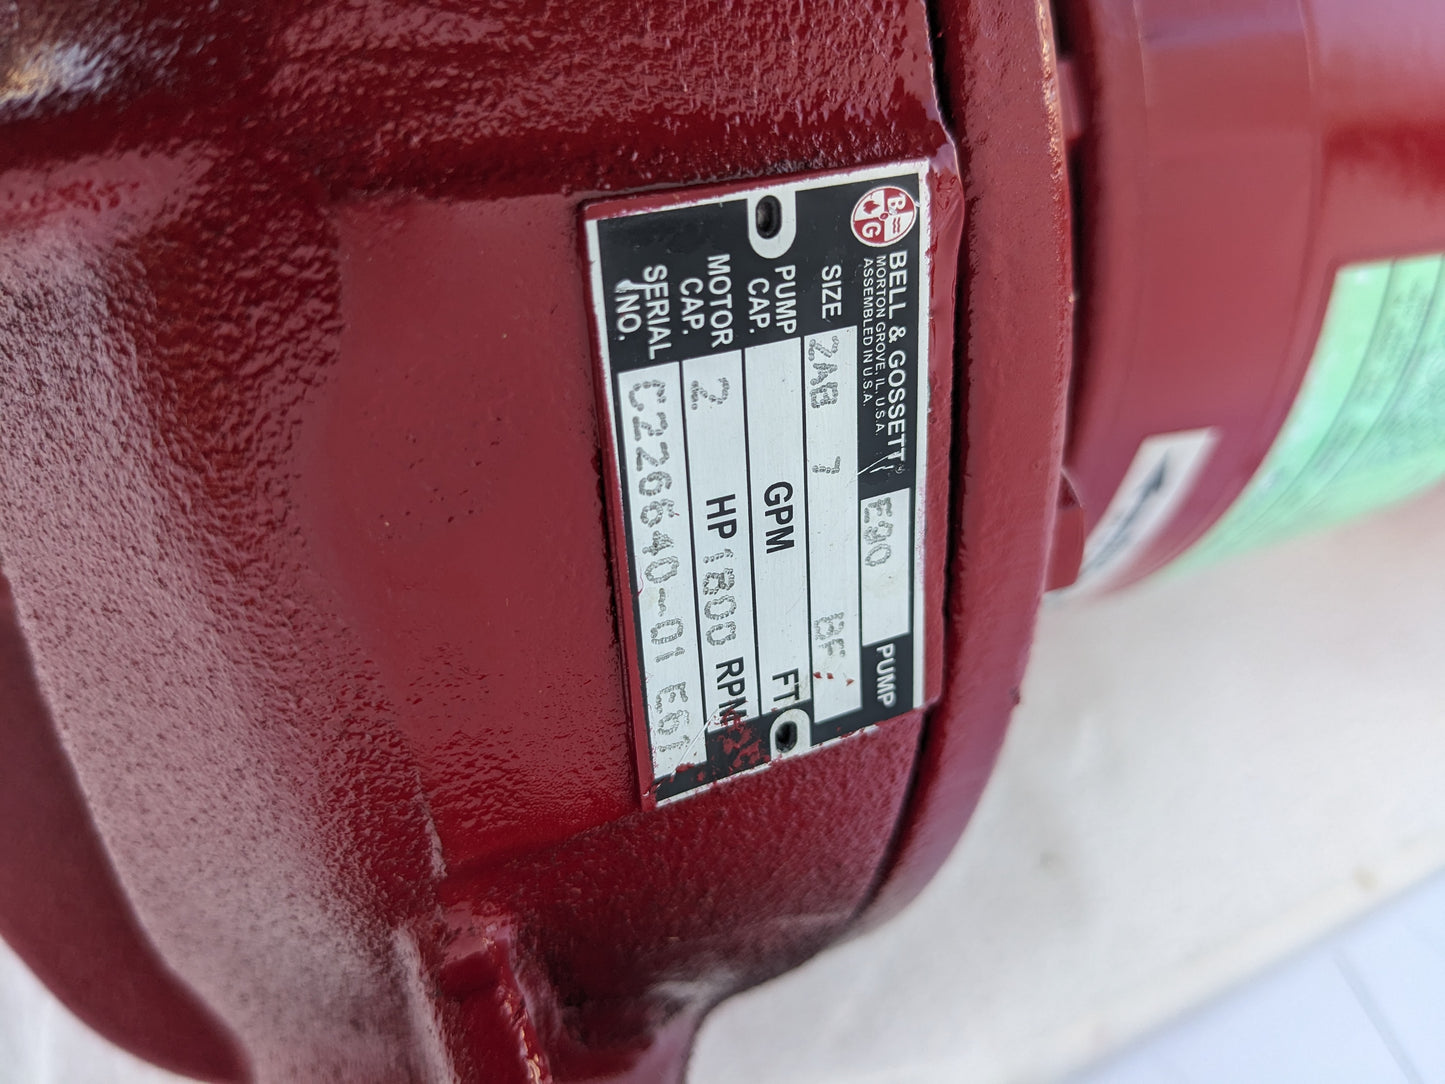 B G
BELL & GOSSETT® E90 PUMP
MORTON GROVE, IL, U.S.A.
ASSEMBLED IN U.S.A.
SIZE 2AB 7 BF
PUMP CAP. GPM FT
MOTOR CAP. 2 HP 1800 RPM
SERIAL NO. C226640-01 E01